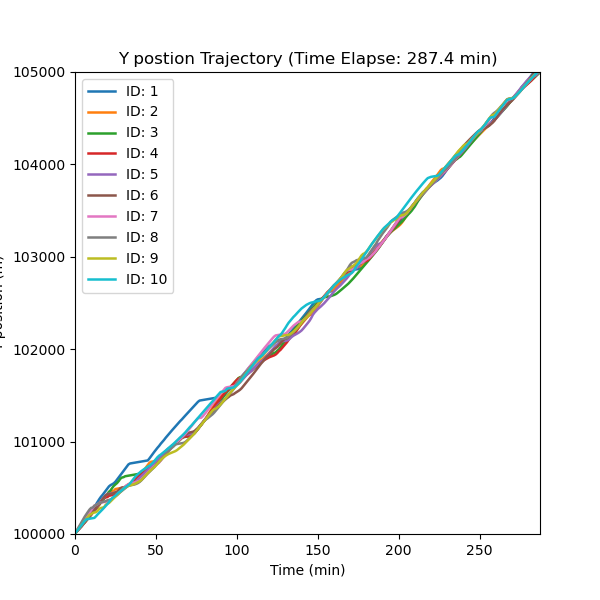 Y postion Trajectory (Time Elapse: 287.4 min)
105000
104000
103000
102000
101000
100000
ID: 1
ID: 2
ID: 3
ID: 4
ID: 5
ID: 6
ID: 7
ID: 8
ID: 9
ID: 10
0 50 100 150 200 250
Time (min)